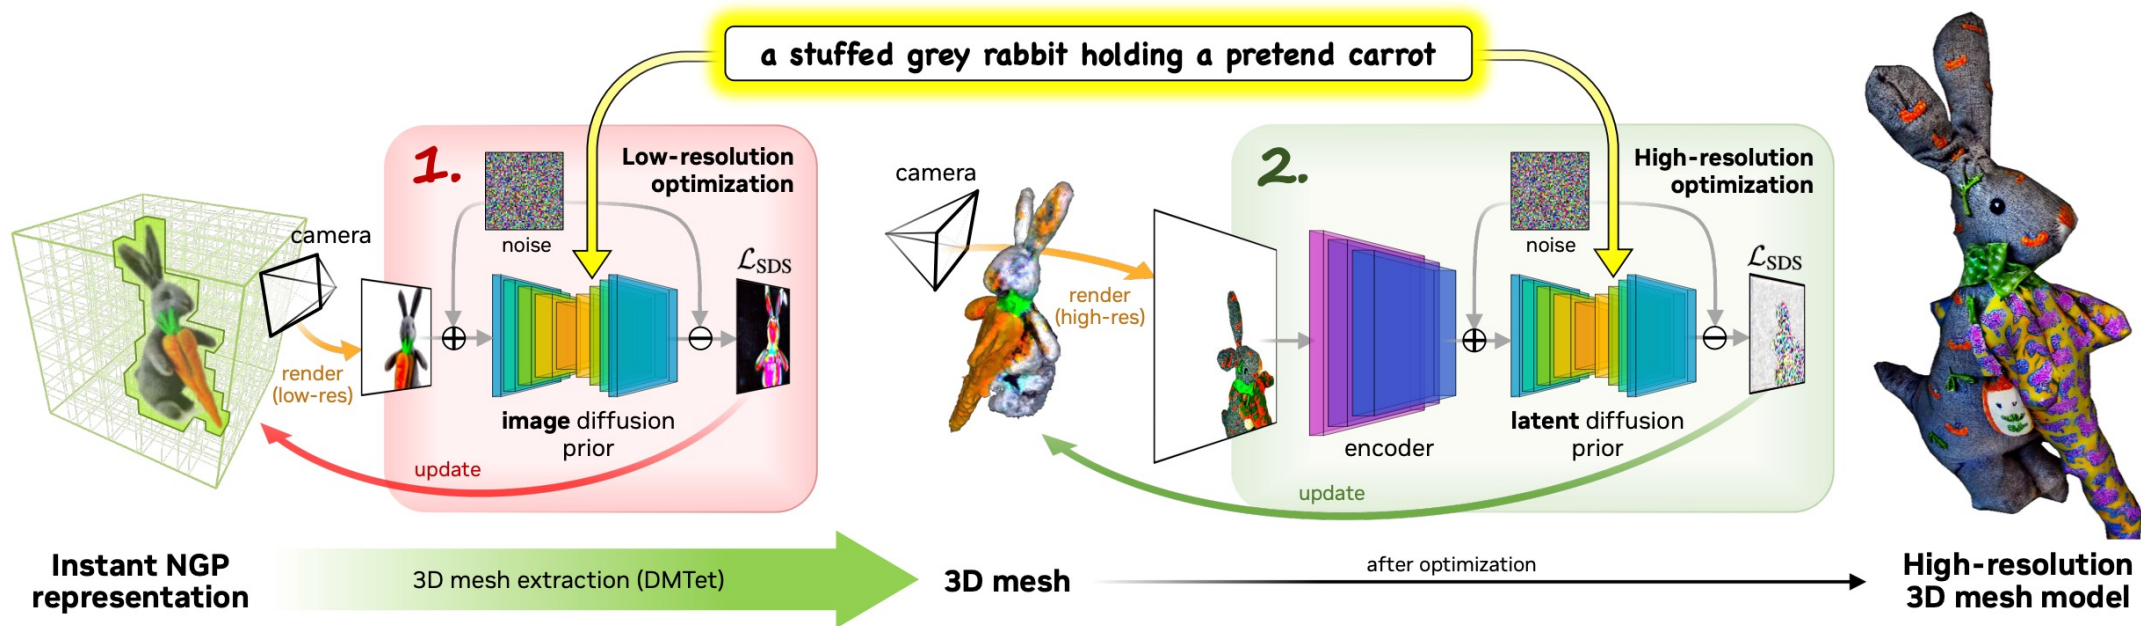 a stuffed grey rabbit holding a pretend carrot
1.
Low-resolution
optimization
noise
camera
render
(low-res)
ℒSDS
image diffusion
prior
update
camera
render
(high-res)
2.
High-resolution
optimization
noise
ℒSDS
encoder
latent diffusion
prior
update
Instant NGP
representation
3D mesh extraction (DMTet)
3D mesh
after optimization
High-resolution
3D mesh model